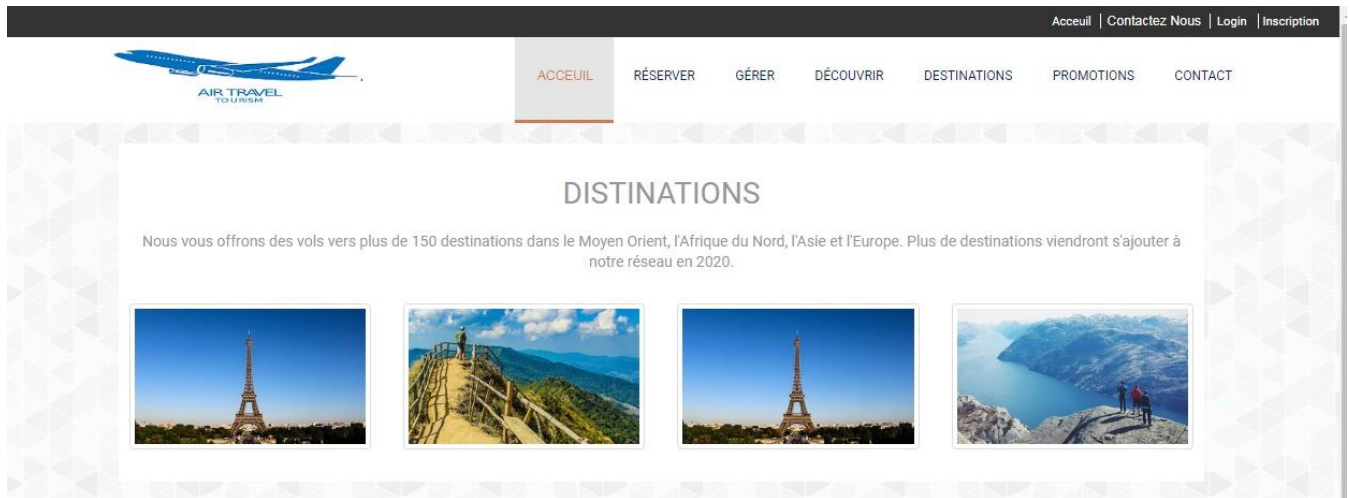 Acceuil | Contactez Nous | Login | Inscription
AIR TRAVEL
TOURISM
ACCEUIL RÉSERVER GÉRER DÉCOUVRIR DESTINATIONS PROMOTIONS CONTACT
DISTINATIONS
Nous vous offrons des vols vers plus de 150 destinations dans le Moyen Orient, l'Afrique du Nord, l'Asie et l'Europe. Plus de destinations viendront s'ajouter à
notre réseau en 2020.